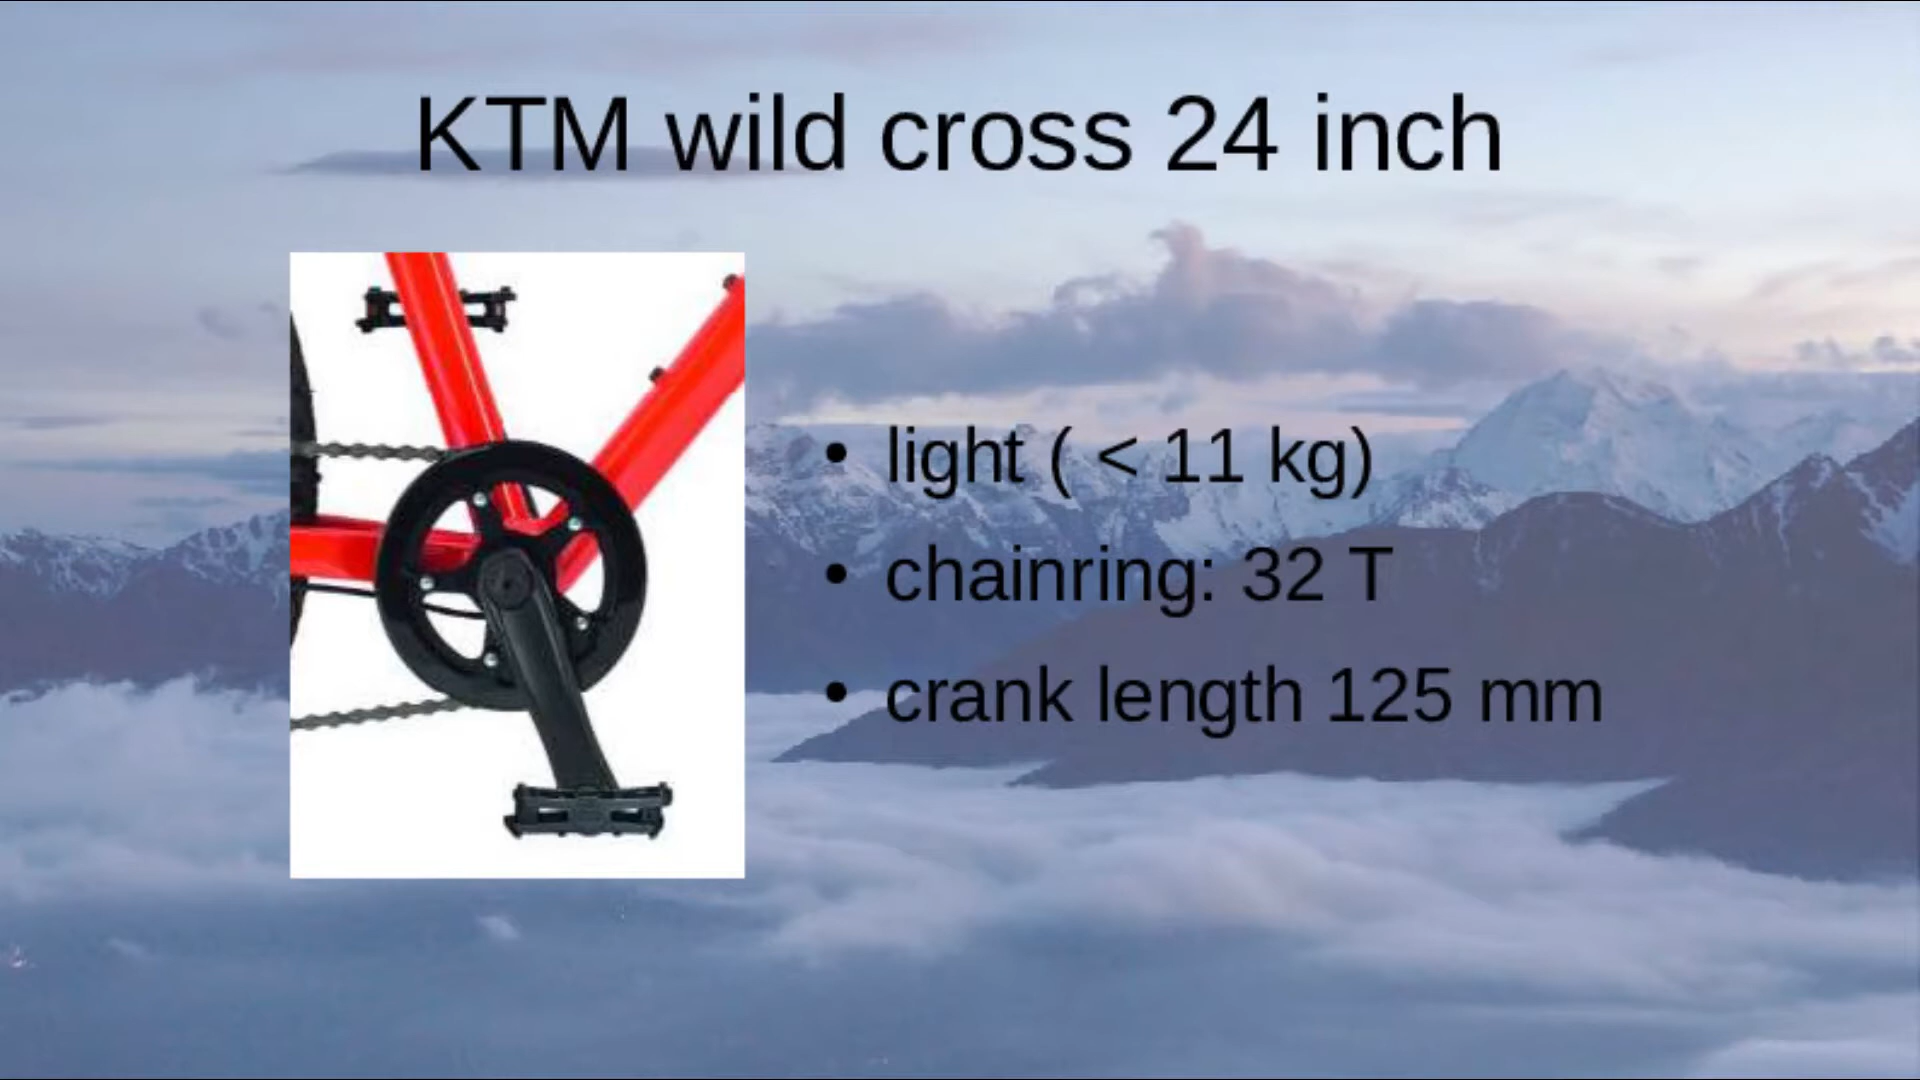 KTM wild cross 24 inch
• light ( < 11 kg)
• chainring: 32 T
• crank length 125 mm